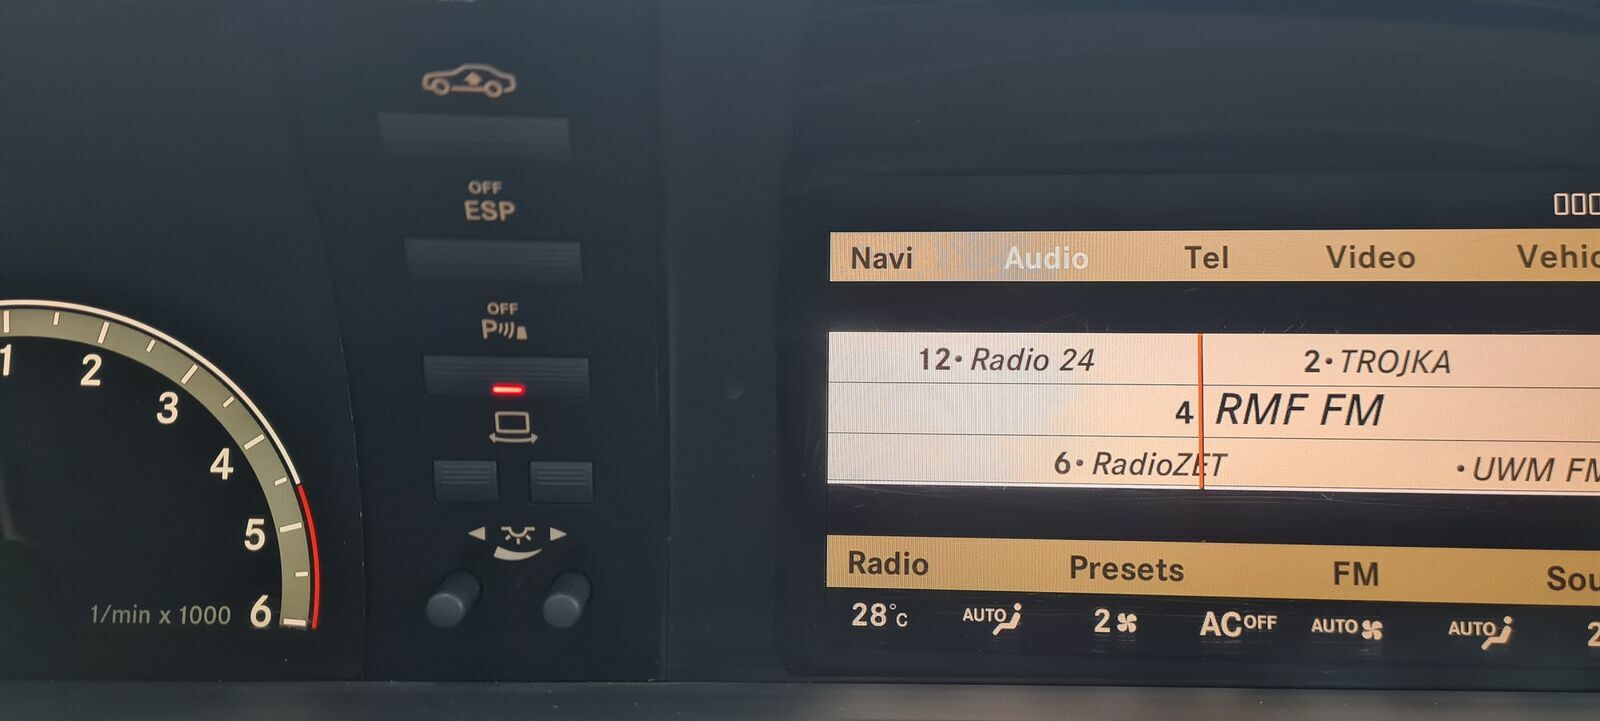 OFF
ESP
OFF
P
1
2
3
4
5
6
1/min x 1000
Navi Audio Tel Video
12• Radio 24 2• TROJKA
4 RMF FM
6• RadioZET • UWM FM
Radio Presets FM
28°C AUTO 2 AC OFF AUTO AUTO